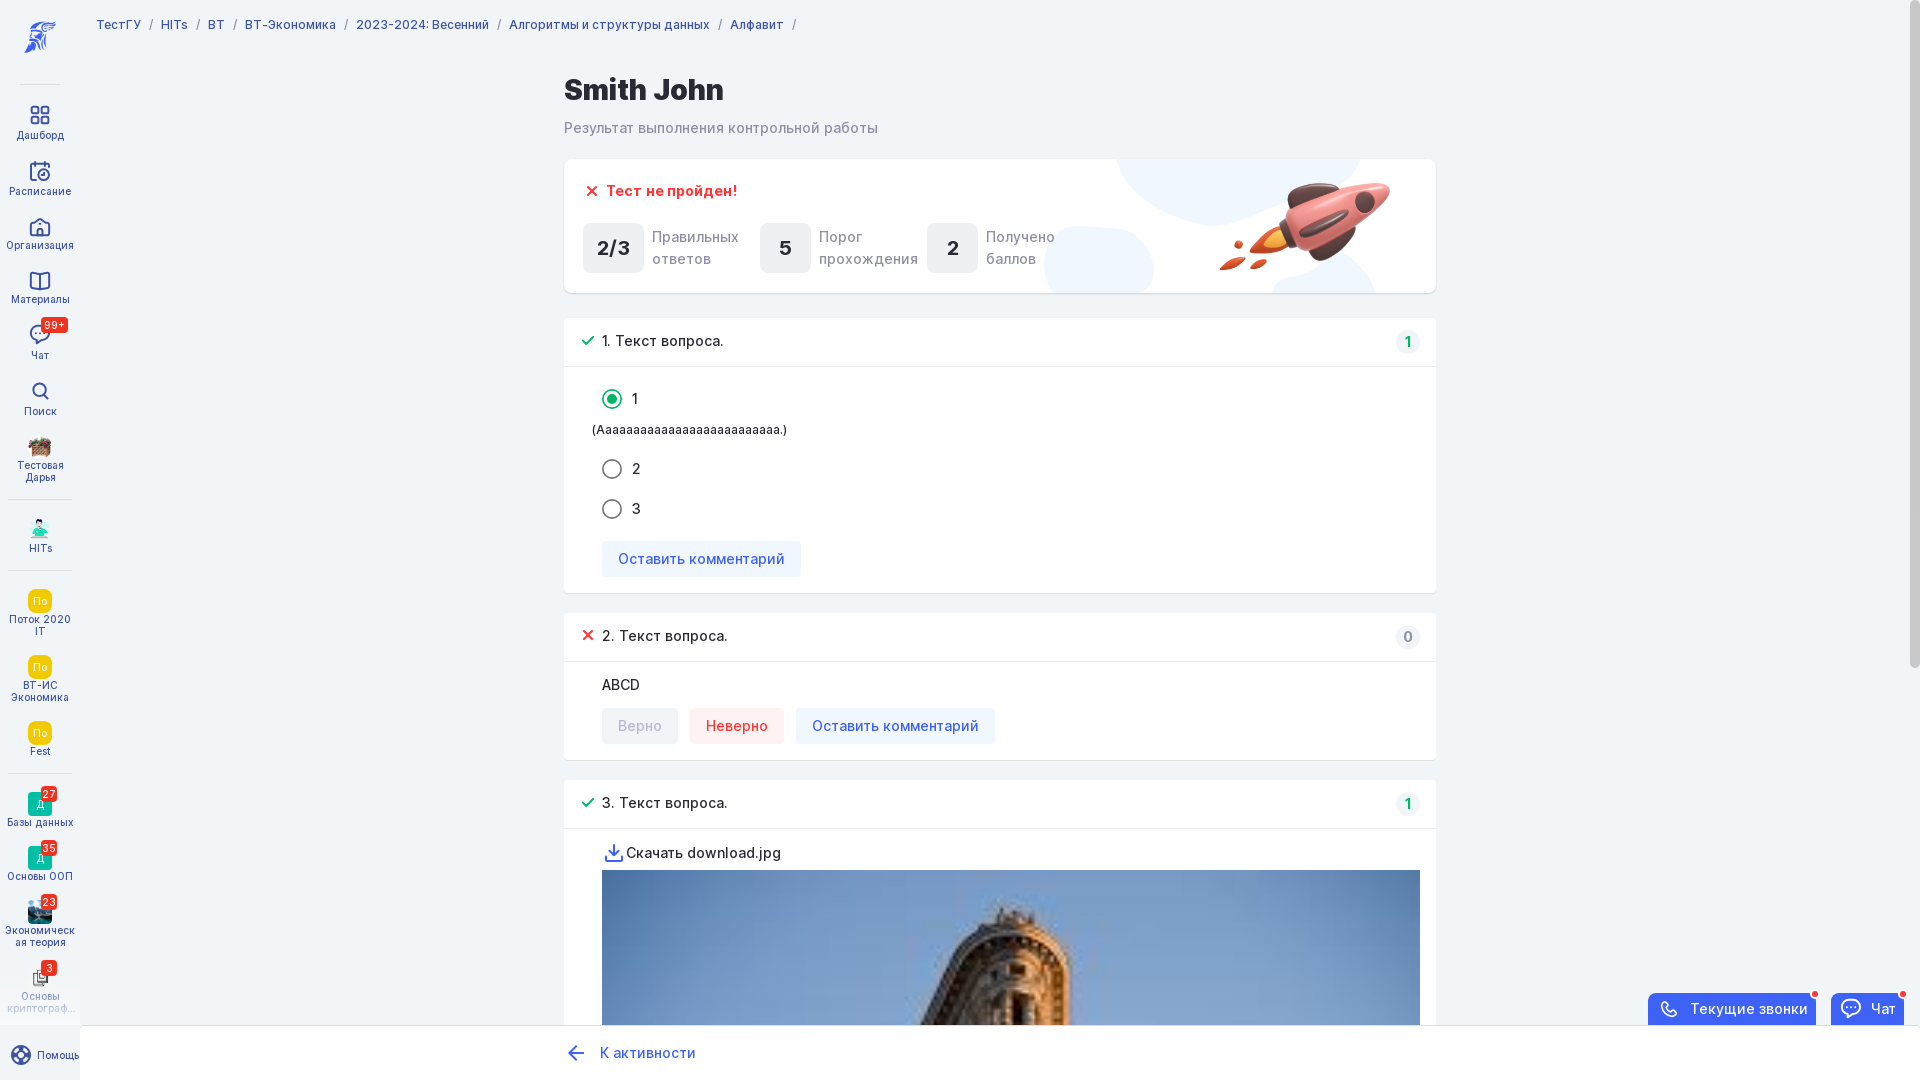 ТестГУ / HITs / ВТ / ВТ-Экономика / 2023-2024: Весенний / Алгоритмы и структуры данных / Алфавит /
Дашборд
Расписание
Организация
Материалы
99+
Чат
Поиск
Тестовая
Дарья
HITs
По
Поток 2020
IT
По
ВТ-ИС
Экономика
По
Fest
27
Д
Базы данных
35
Д
Основы ООП
23
Экономическ
ая теория
3
Основы
криптограф...
Помощь
Smith John
Результат выполнения контрольной работы
Тест не пройден!
2/3
Правильных
ответов
5
Порог
прохождения
2
Получено
баллов
1. Текст вопроса.
1
1
(Аааааааааааааааааааааааааа.)
2
3
Оставить комментарий
2. Текст вопроса.
0
ABCD
Верно
Неверно
Оставить комментарий
3. Текст вопроса.
1
Скачать download.jpg
Текущие звонки
Чат
К активности